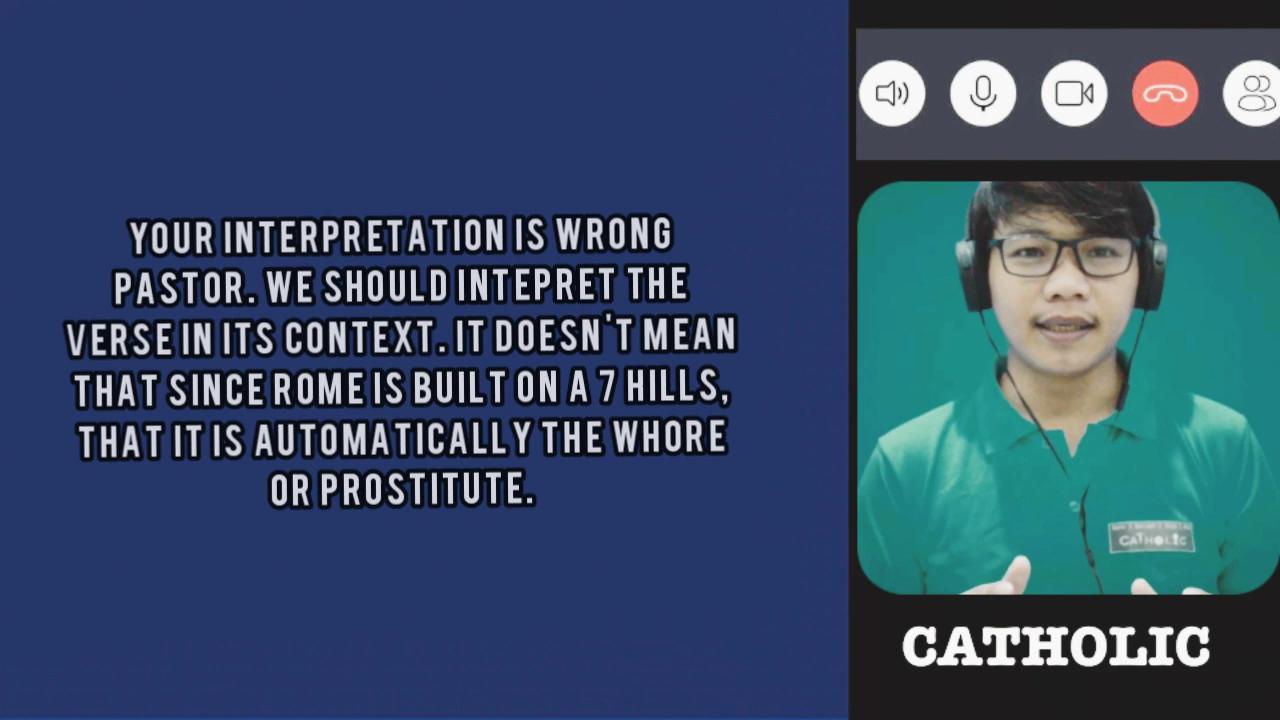 YOUR INTERPRETATION IS WRONG
PASTOR. WE SHOULD INTEPRET THE
VERSE IN ITS CONTEXT. IT DOESN'T MEAN
THAT SINCE ROME IS BUILT ON A 7 HILLS,
THAT IT IS AUTOMATICALLY THE WHORE
OR PROSTITUTE.
CATHOLIC
CATHOLIC